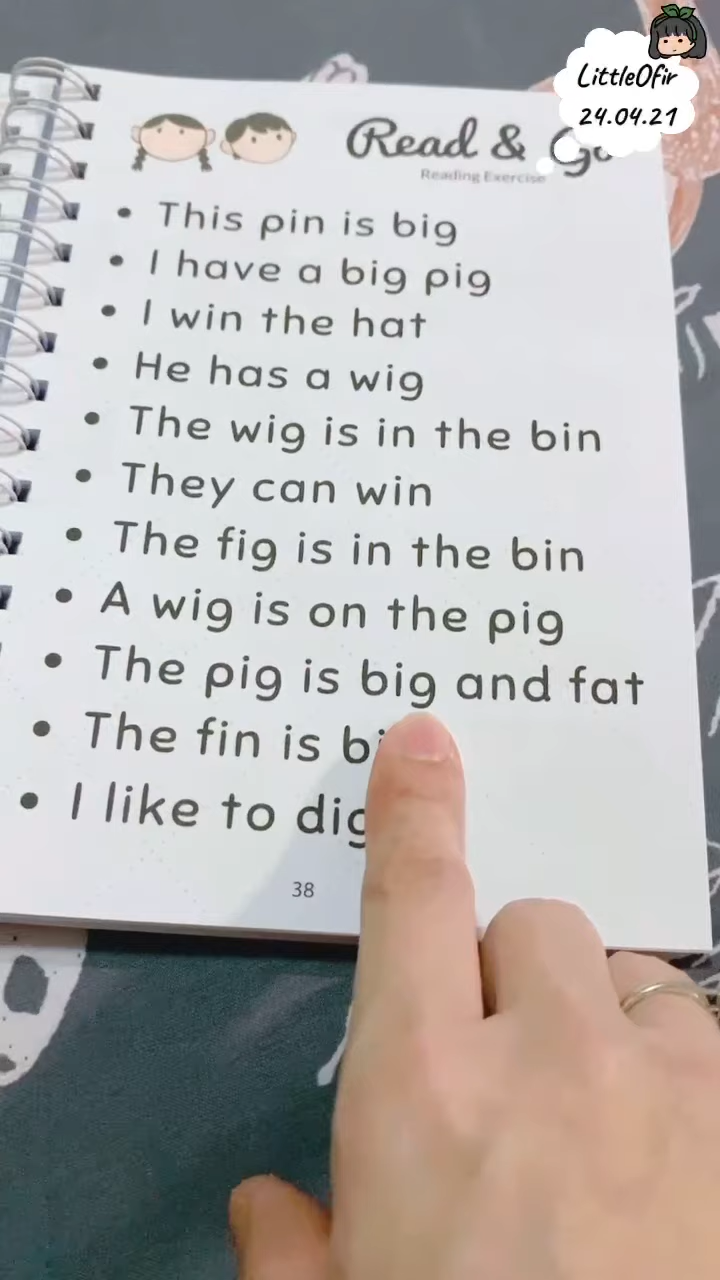 LittleOfir
24.04.21
Read & Go
Reading Exercise
• This pin is big
• I have a big pig
• I win the hat
• He has a wig
• The wig is in the bin
• They can win
• The fig is in the bin
• A wig is on the pig
• The pig is big and fat
• The fin is
• I like to dig
38